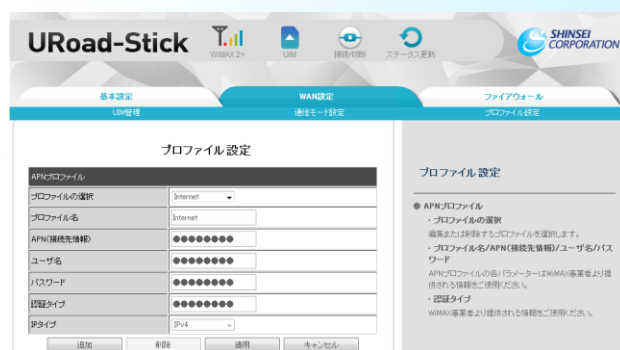 URoad-Stick
WiMAX 2+
UIM
接続/切断
ステータス更新
SHINSEI
CORPORATION
基本設定
WAN設定
ファイアウォール
UIM管理
通信モード設定
プロファイル設定
プロファイル 設定
APNプロファイル
プロファイルの選択
Internet
プロファイル名
Internet
APN(接続先情報)
●●●●●●●●
ユーザ名
●●●●●●●●
パスワード
●●●●●●●●
認証タイプ
●●●●●●●●
IPタイプ
IPv4
追加
削除
適用
キャンセル
プロファイル 設定
● APNプロファイル
・プロファイルの選択
編集または削除するプロファイルを選択します。
・プロファイル名/APN(接続先情報)/ユーザ名/パス
ワード
APNプロファイルの各パラメーターはWiMAX事業者より提
供される情報をご使用ください。
・認証タイプ
WiMAX事業者より提供される情報をご使用ください。